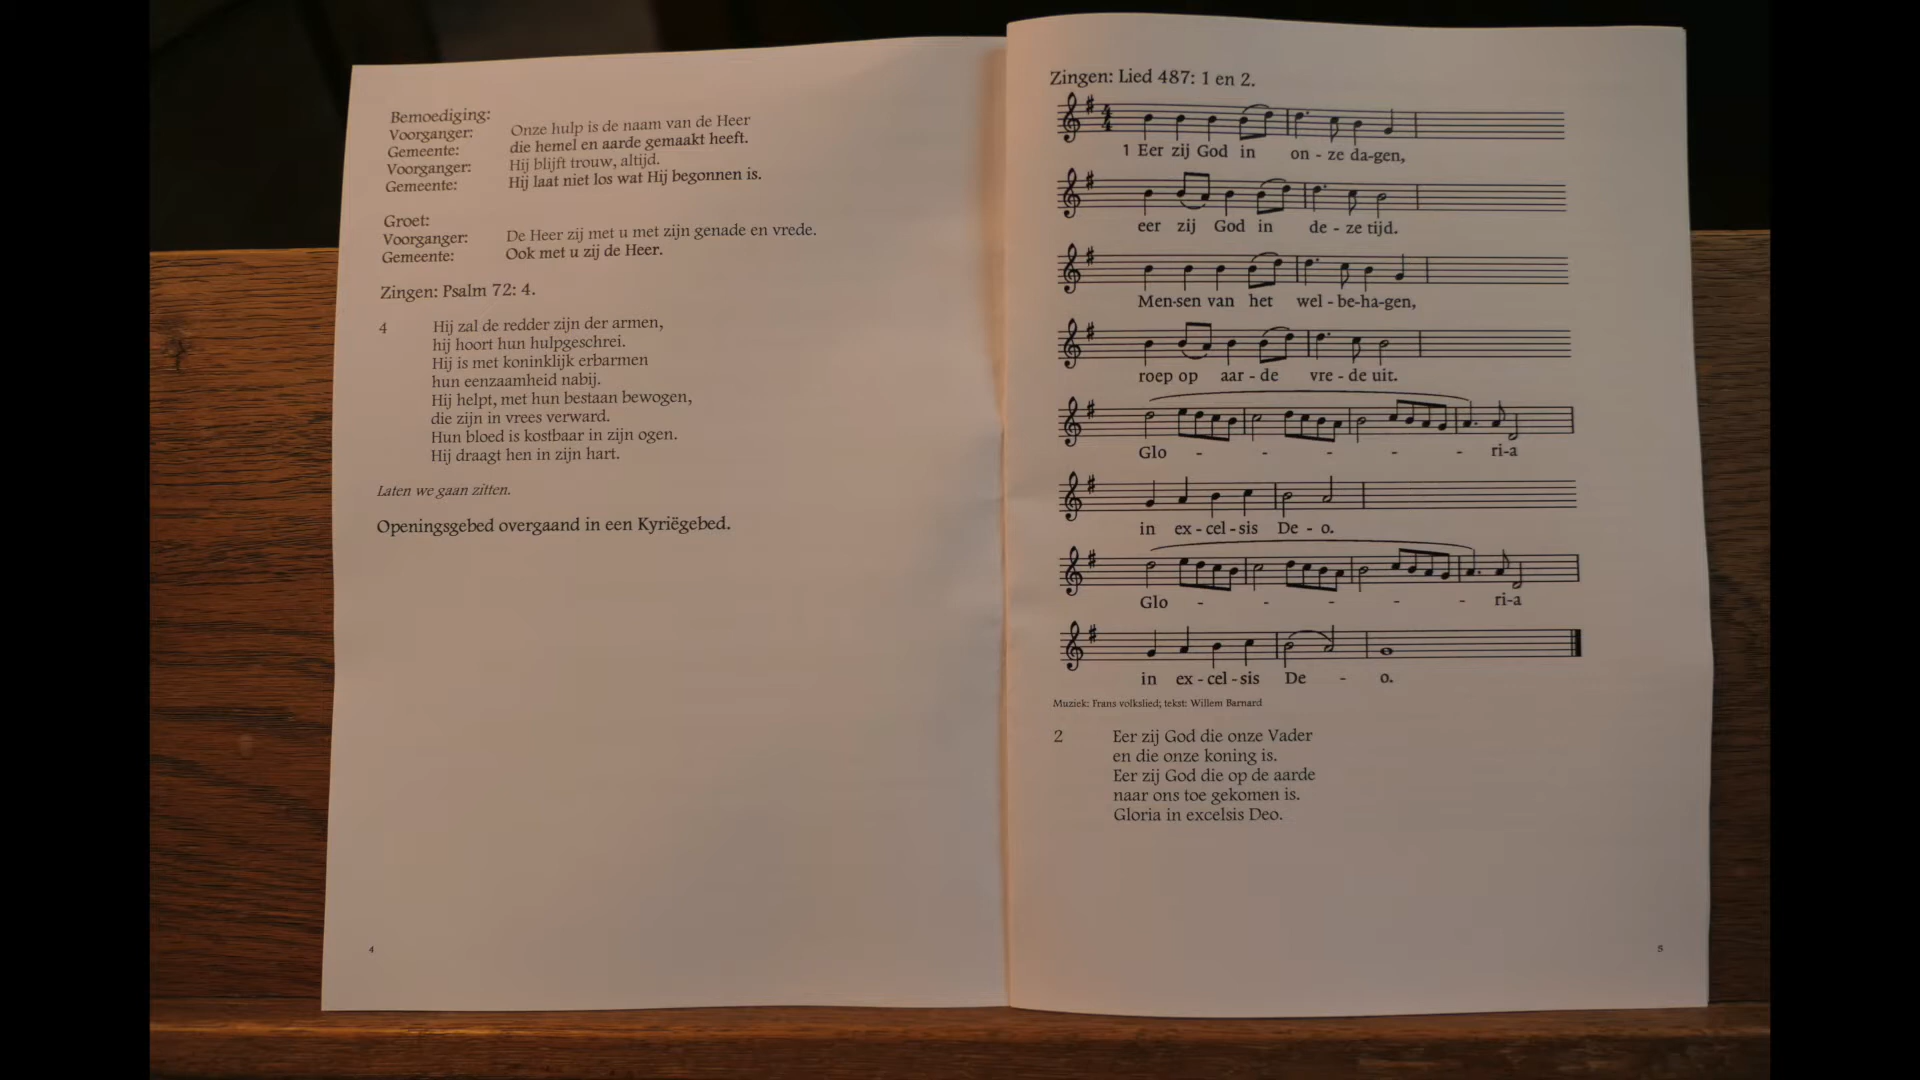 Bemoediging:
Voorganger: Onze hulp is de naam van de Heer
Gemeente: die hemel en aarde gemaakt heeft.
Voorganger: Hij blijft trouw, altijd.
Gemeente: Hij laat niet los wat Hij begonnen is.
Groet:
Voorganger: De Heer zij met u met zijn genade en vrede.
Gemeente: Ook met u zij de Heer.
Zingen: Psalm 72: 4.
4 Hij zal de redder zijn der armen,
hij hoort hun hulpgeschrei.
Hij is met koninklijk erbarmen
hun eenzaamheid nabij.
Hij helpt, met hun bestaan bewogen,
die zijn in vrees verward.
Hun bloed is kostbaar in zijn ogen.
Hij draagt hen in zijn hart.
Laten we gaan zitten.
Openingsgebed overgaand in een Kyriëgebed.
4
Zingen: Lied 487: 1 en 2.
1 Eer zij God in on - ze da-gen,
eer zij God in de - ze tijd.
Men-sen van het wel - be-ha-gen,
roep op aar - de vre - de uit.
Glo - - - - - ri-a
in ex - cel - sis De - o.
Glo - - - - - ri-a
in ex - cel - sis De - o.
Muziek: Frans volkslied; tekst: Willem Barnard
2 Eer zij God die onze Vader
en die onze koning is.
Eer zij God die op de aarde
naar ons toe gekomen is.
Gloria in excelsis Deo.
5